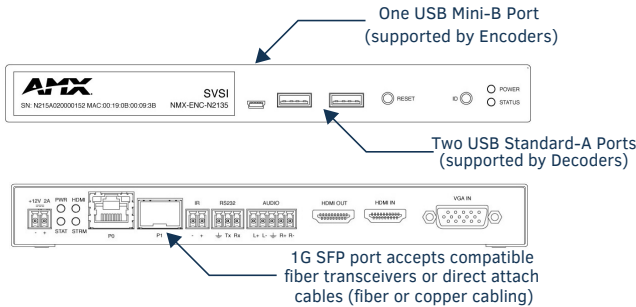 One USB Mini-B Port
(supported by Encoders)
AMX
SVSI
SN: N215A020000152 MAC:00:19:0B:00:09:3B NMX-ENC-N2135
RESET
ID
POWER
STATUS
Two USB Standard-A Ports
(supported by Decoders)
+12V 2A PWR HDMI
IR RS232 AUDIO HDMI OUT HDMI IN VGA IN
- + STAT STRM P0 P1 - + Tx Rx L+ L- R+ R-
1G SFP port accepts compatible
fiber transceivers or direct attach
cables (fiber or copper cabling)